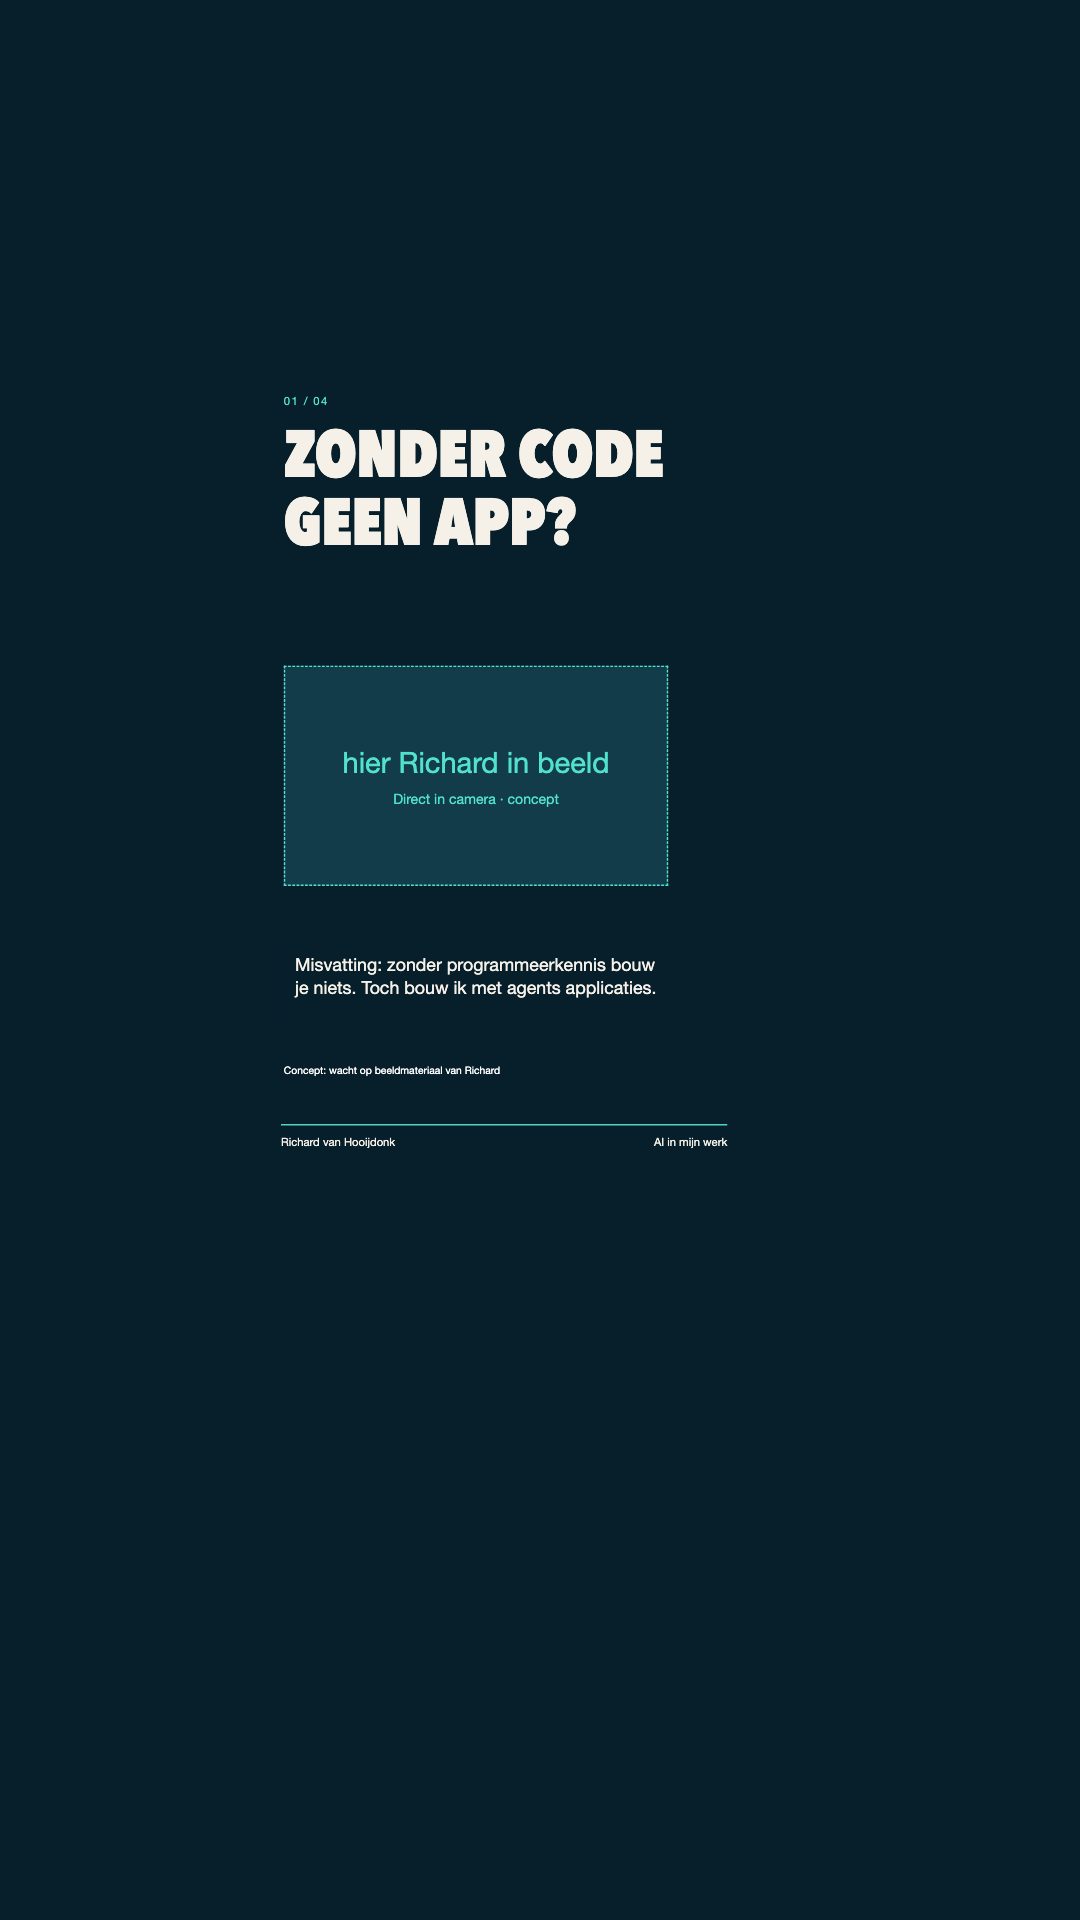 01 / 04
ZONDER CODE
GEEN APP?
hier Richard in beeld
Direct in camera · concept
Misvatting: zonder programmeerkennis bouw
je niets. Toch bouw ik met agents applicaties.
Concept: wacht op beeldmateriaal van Richard
Richard van Hooijdonk
AI in mijn werk